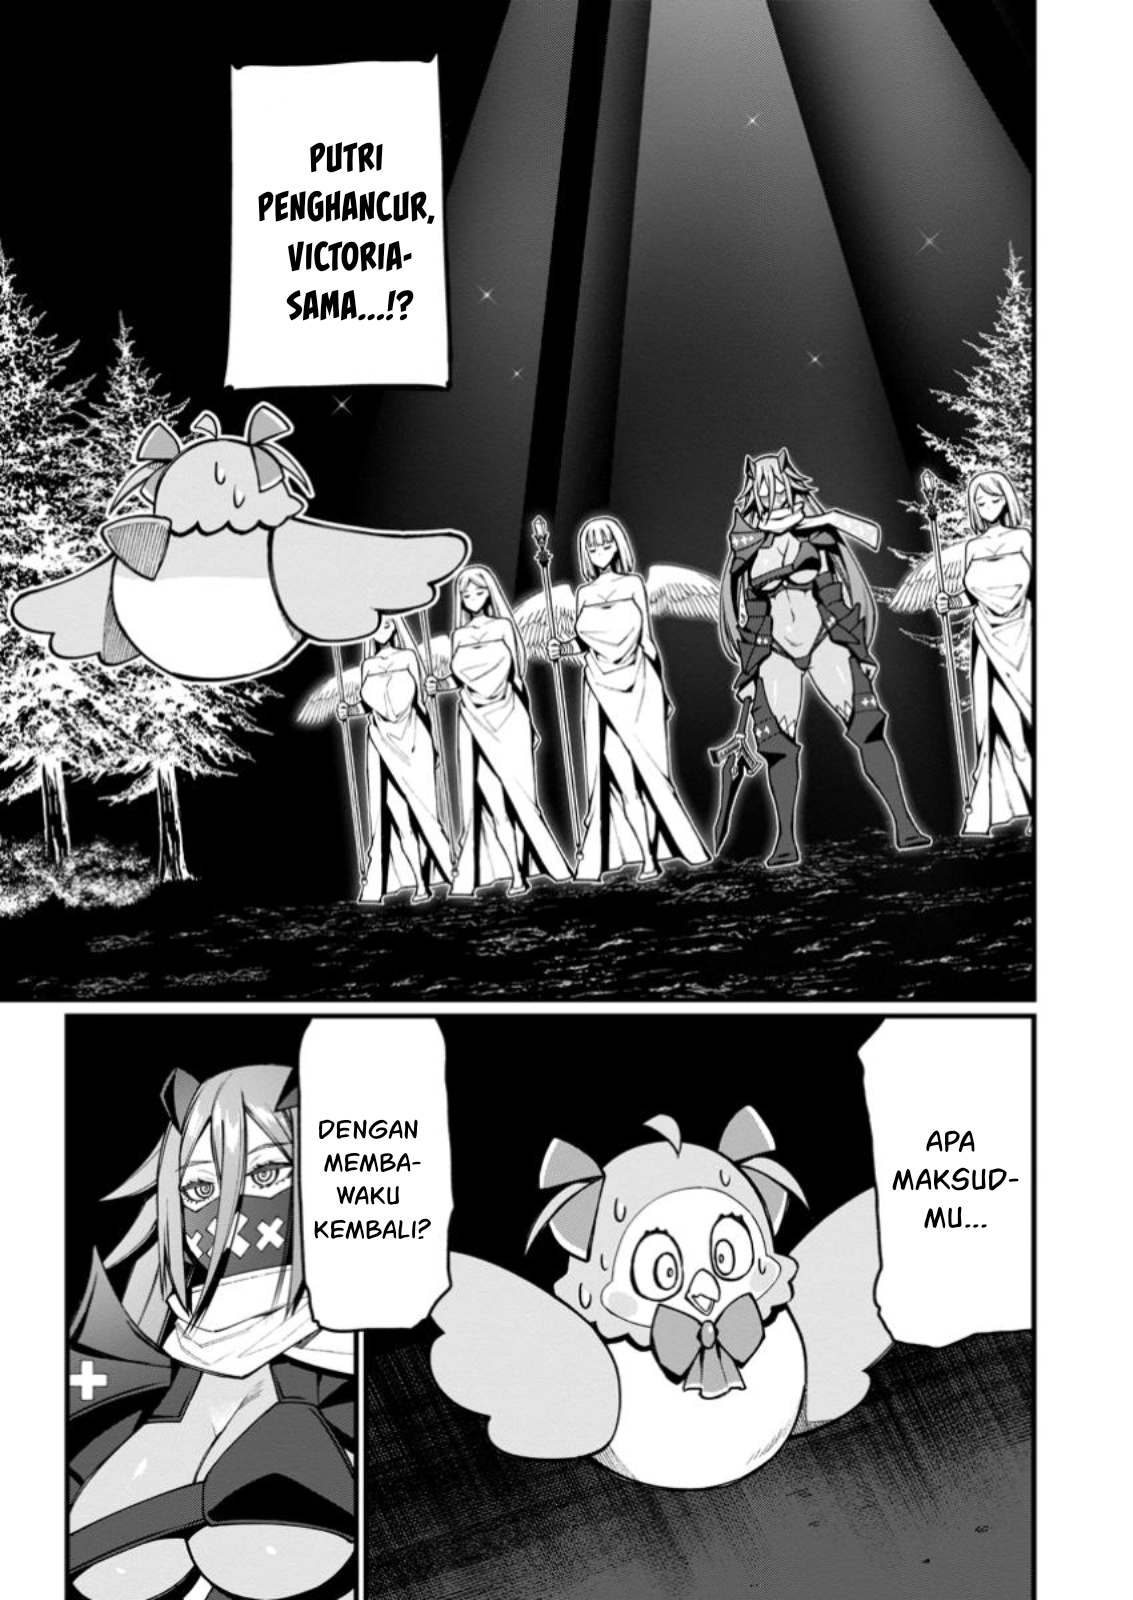 PUTRI
PENGHANCUR,
VICTORIA-
SAMA...!?
APA
MAKSUD-
MU...
DENGAN
MEMBA-
WAKU
KEMBALI?